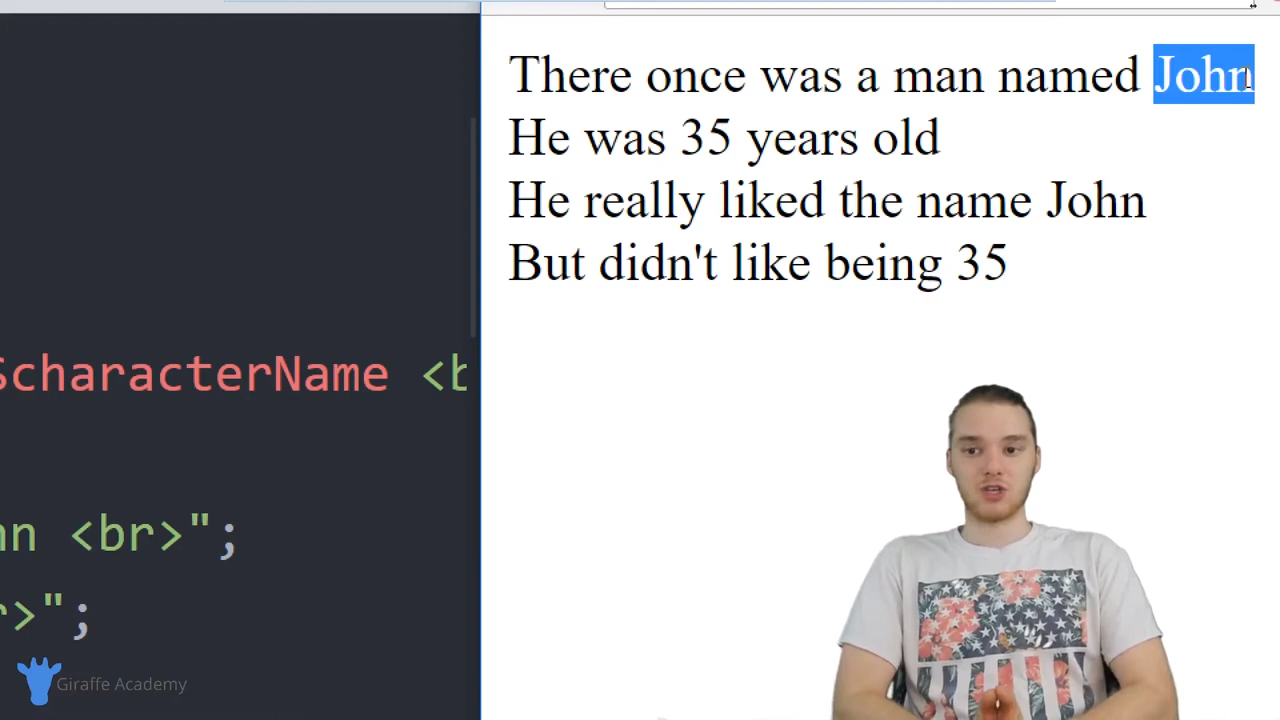 There once was a man named John
He was 35 years old
He really liked the name John
But didn't like being 35
characterName <b
hn <br>";
r>";
Giraffe Academy